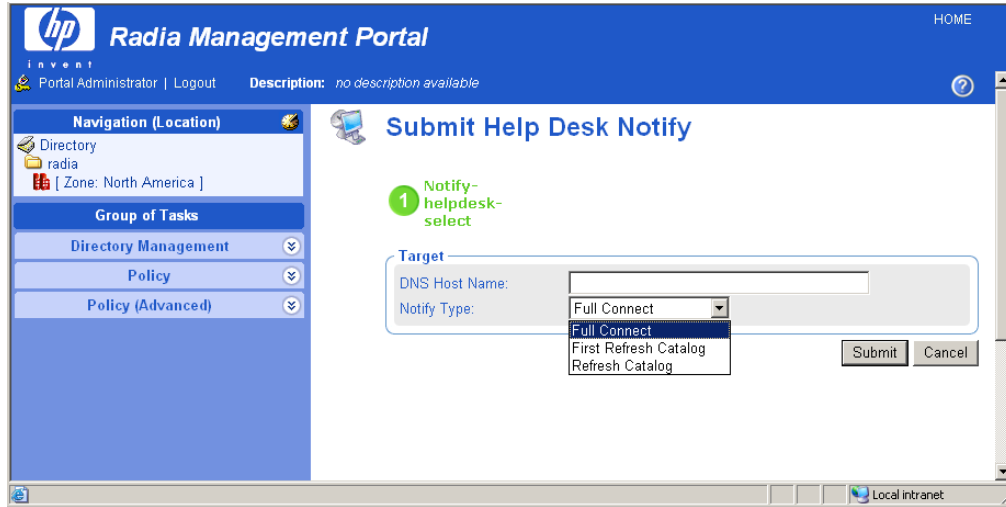 hp
invent
Radia Management Portal
HOME
Portal Administrator | Logout
Description: no description available
?
Navigation (Location)
Directory
radia
[ Zone: North America ]
Group of Tasks
Directory Management
Policy
Policy (Advanced)
Submit Help Desk Notify
1
Notify-
helpdesk-
select
Target
DNS Host Name:
Notify Type:
Full Connect
Full Connect
First Refresh Catalog
Refresh Catalog
Submit
Cancel
Local intranet